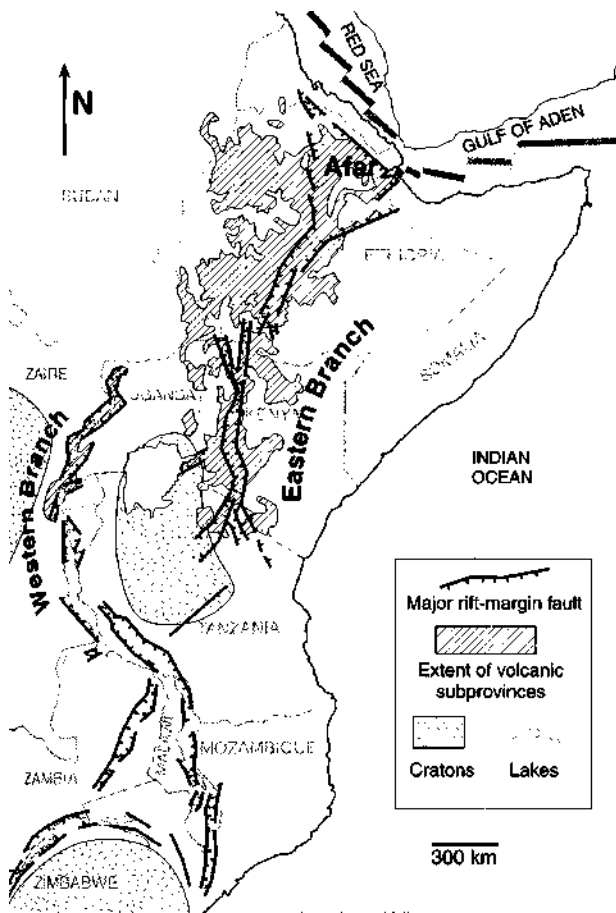 RED SEA
GULF OF ADEN
N
Afar
SUDAN
ETHIOPIA
SOMALIA
Eastern Branch
ZAIRE
UGANDA
KENYA
Western Branch
INDIAN
OCEAN
TANZANIA
MALAWI
MOZAMBIQUE
ZAMBIA
ZIMBABWE
Major rift-margin fault
Extent of volcanic
subprovinces
Cratons
Lakes
300 km